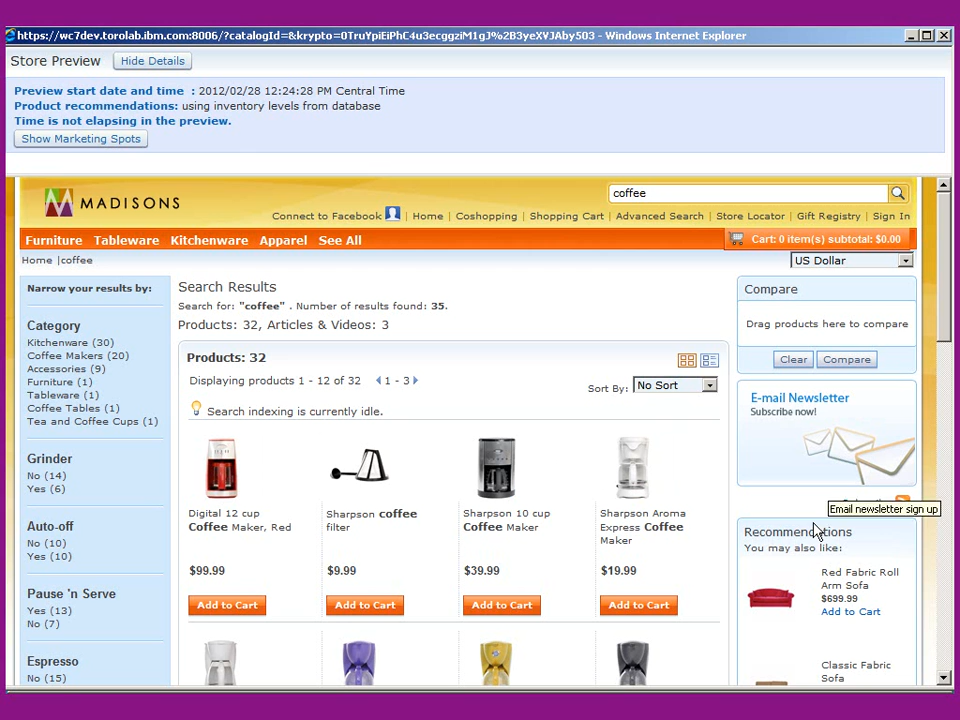 https://wc7dev.torolab.ibm.com:8006/?catalogId=&krypto=0TruYpiEiPhC4u3ecggziM1gJ%2B3yeXVJAby503 - Windows Internet Explorer
Store Preview Hide Details
Preview start date and time : 2012/02/28 12:24:28 PM Central Time
Product recommendations: using inventory levels from database
Time is not elapsing in the preview.
Show Marketing Spots
MADISONS
coffee
Connect to Facebook | Home | Coshopping | Shopping Cart | Advanced Search | Store Locator | Gift Registry | Sign In
Furniture Tableware Kitchenware Apparel See All
Cart: 0 item(s) subtotal: $0.00
Home |coffee
US Dollar
Narrow your results by:
Category
Kitchenware (30)
Coffee Makers (20)
Accessories (9)
Furniture (1)
Tableware (1)
Coffee Tables (1)
Tea and Coffee Cups (1)
Grinder
No (14)
Yes (6)
Auto-off
No (10)
Yes (10)
Pause 'n Serve
Yes (13)
No (7)
Espresso
No (15)
Search Results
Search for: "coffee" . Number of results found: 35.
Products: 32, Articles & Videos: 3
Products: 32
Displaying products 1 - 12 of 32 1 - 3
Sort By: No Sort
Search indexing is currently idle.
Digital 12 cup
Coffee Maker, Red
$99.99
Add to Cart
Sharpson coffee
filter
$9.99
Add to Cart
Sharpson 10 cup
Coffee Maker
$39.99
Add to Cart
Sharpson Aroma
Express Coffee
Maker
$19.99
Add to Cart
Compare
Drag products here to compare
Clear Compare
E-mail Newsletter
Subscribe now!
Email newsletter sign up
Recommendations
You may also like:
Red Fabric Roll
Arm Sofa
$699.99
Add to Cart
Classic Fabric
Sofa